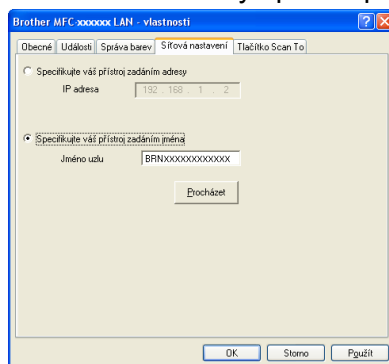 Brother MFC xxxxxx LAN - vlastnosti
Obecné Události Správa barev Síťová nastavení Tlačítko Scan To
Specifikujte váš přístroj zadáním adresy
IP adresa 192 . 168 . 1 . 2
Specifikujte váš přístroj zadáním jména
Jméno uzlu BRNXXXXXXXXXXXX
Procházet
OK Storno Použít